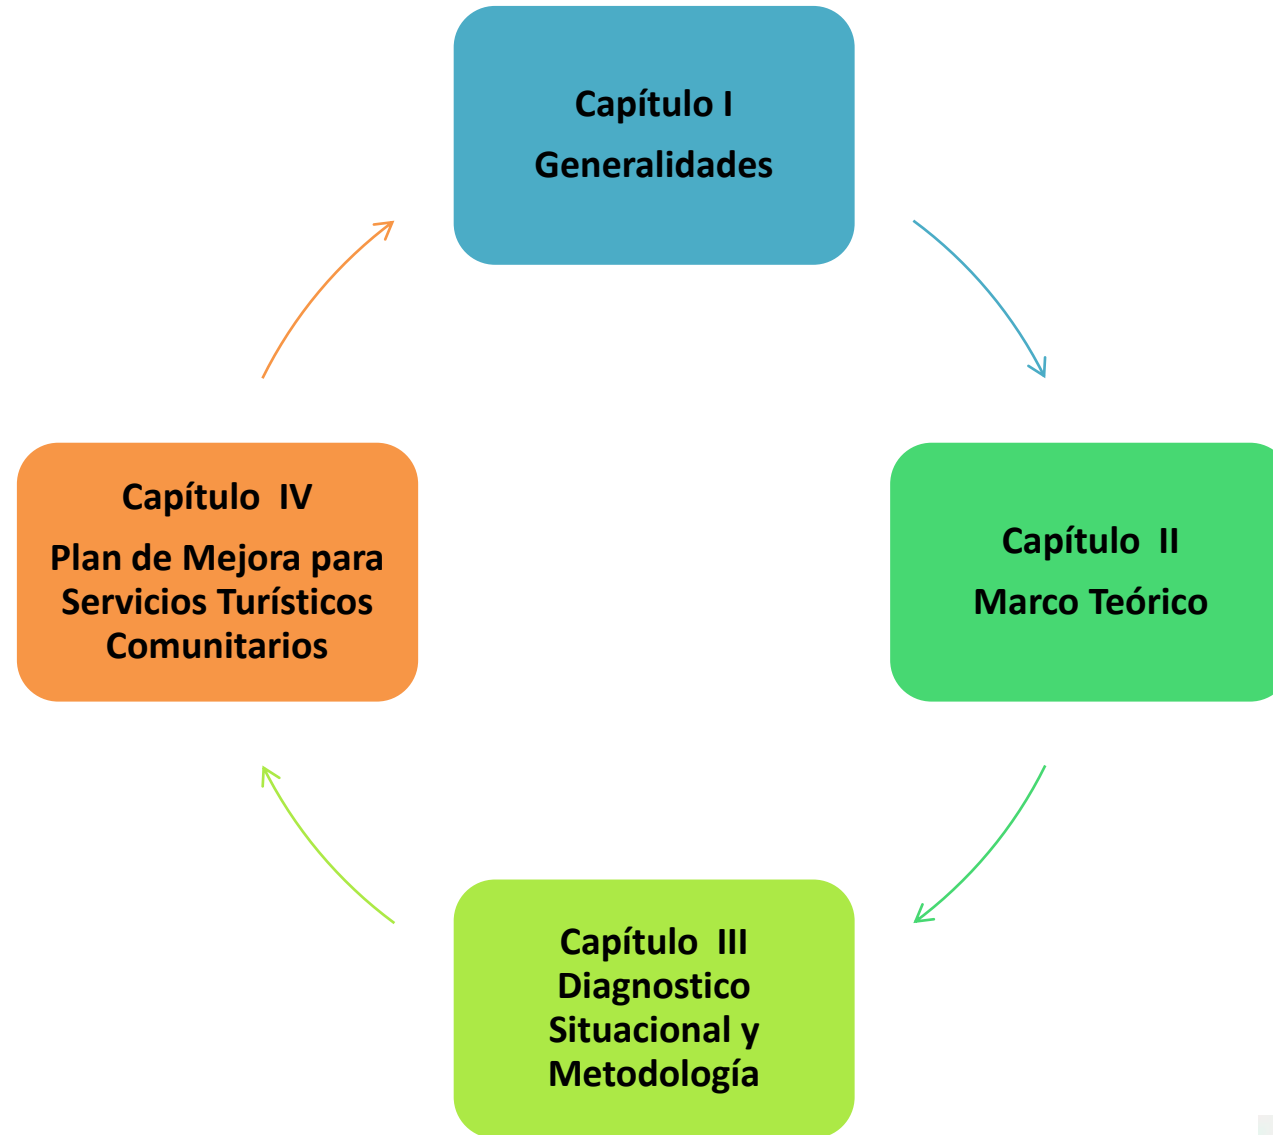 Capítulo I
Generalidades
Capítulo  II
Marco Teórico
Capítulo  III
Diagnostico
Situacional y
Metodología
Capítulo  IV
Plan de Mejora para
Servicios Turísticos
Comunitarios